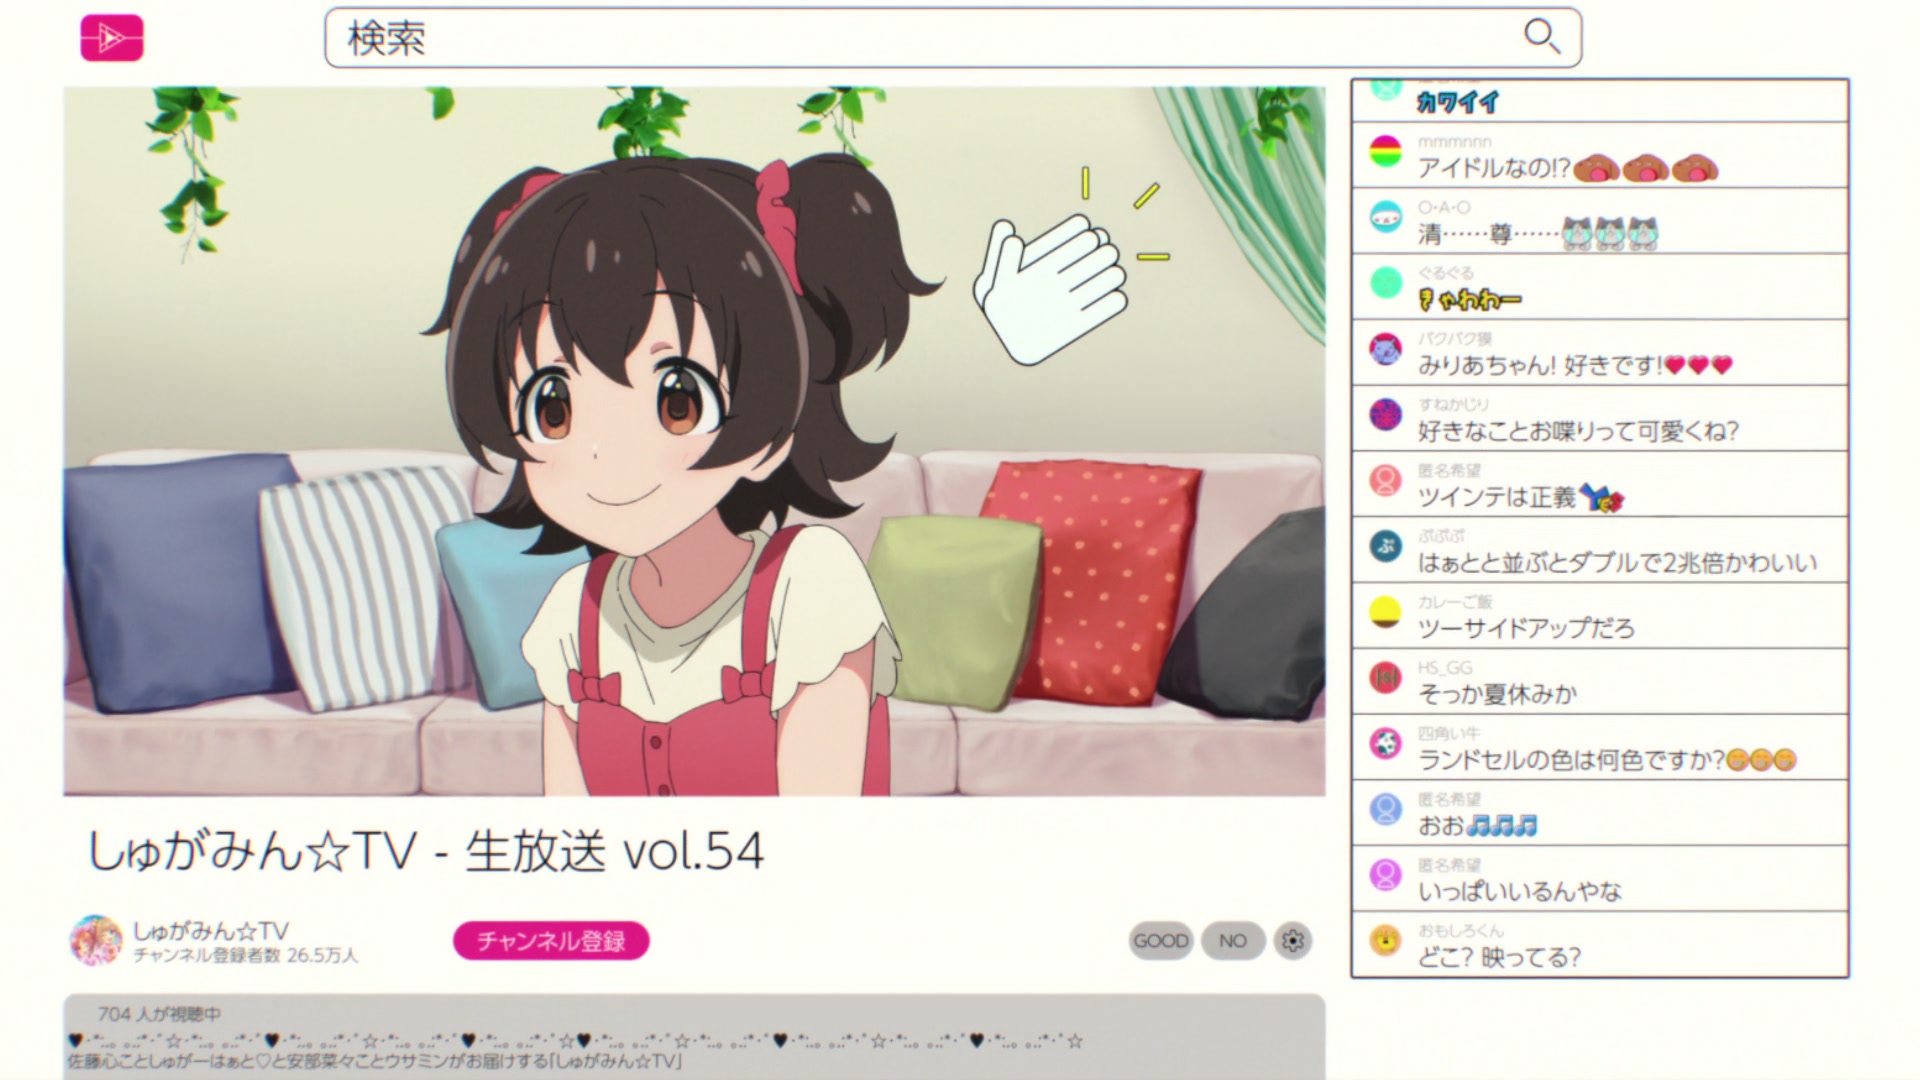 検索
カワイイ
mmmnnn
アイドルなの!?
O・A・O
清……尊……
ぐるぐる
きゃわわー
バクバク獏
みりあちゃん! 好きです!♥♥♥
すねかじり
好きなことお喋りって可愛くね?
匿名希望
ツインテは正義
ぷ
ぷぷぷ
はぁとと並ぶとダブルで2兆倍かわいい
カレーご飯
ツーサイドアップだろ
HS_GG
そっか夏休みか
四角い牛
ランドセルの色は何色ですか?
匿名希望
おお🎵🎵🎵
匿名希望
いっぱいいるんやな
おもしろくん
どこ? 映ってる?
しゅがみん☆TV - 生放送 vol.54
しゅがみん☆TV
チャンネル登録者数 26.5万人
チャンネル登録
GOOD
NO
704 人が視聴中
佐藤心ことしゅがーはぁと♡と安部菜々ことウサミンがお届けする「しゅがみん☆TV」